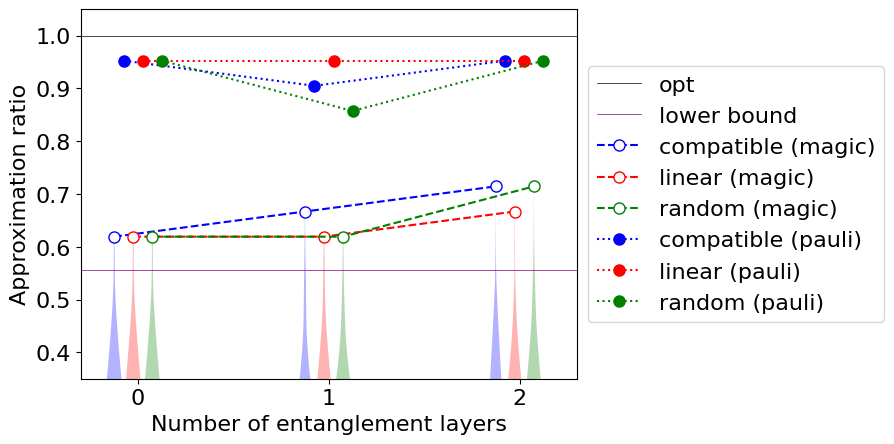 1.0
0.9
0.8
0.7
0.6
0.5
0.4
Approximation ratio
0 1 2
Number of entanglement layers
opt
lower bound
compatible (magic)
linear (magic)
random (magic)
compatible (pauli)
linear (pauli)
random (pauli)